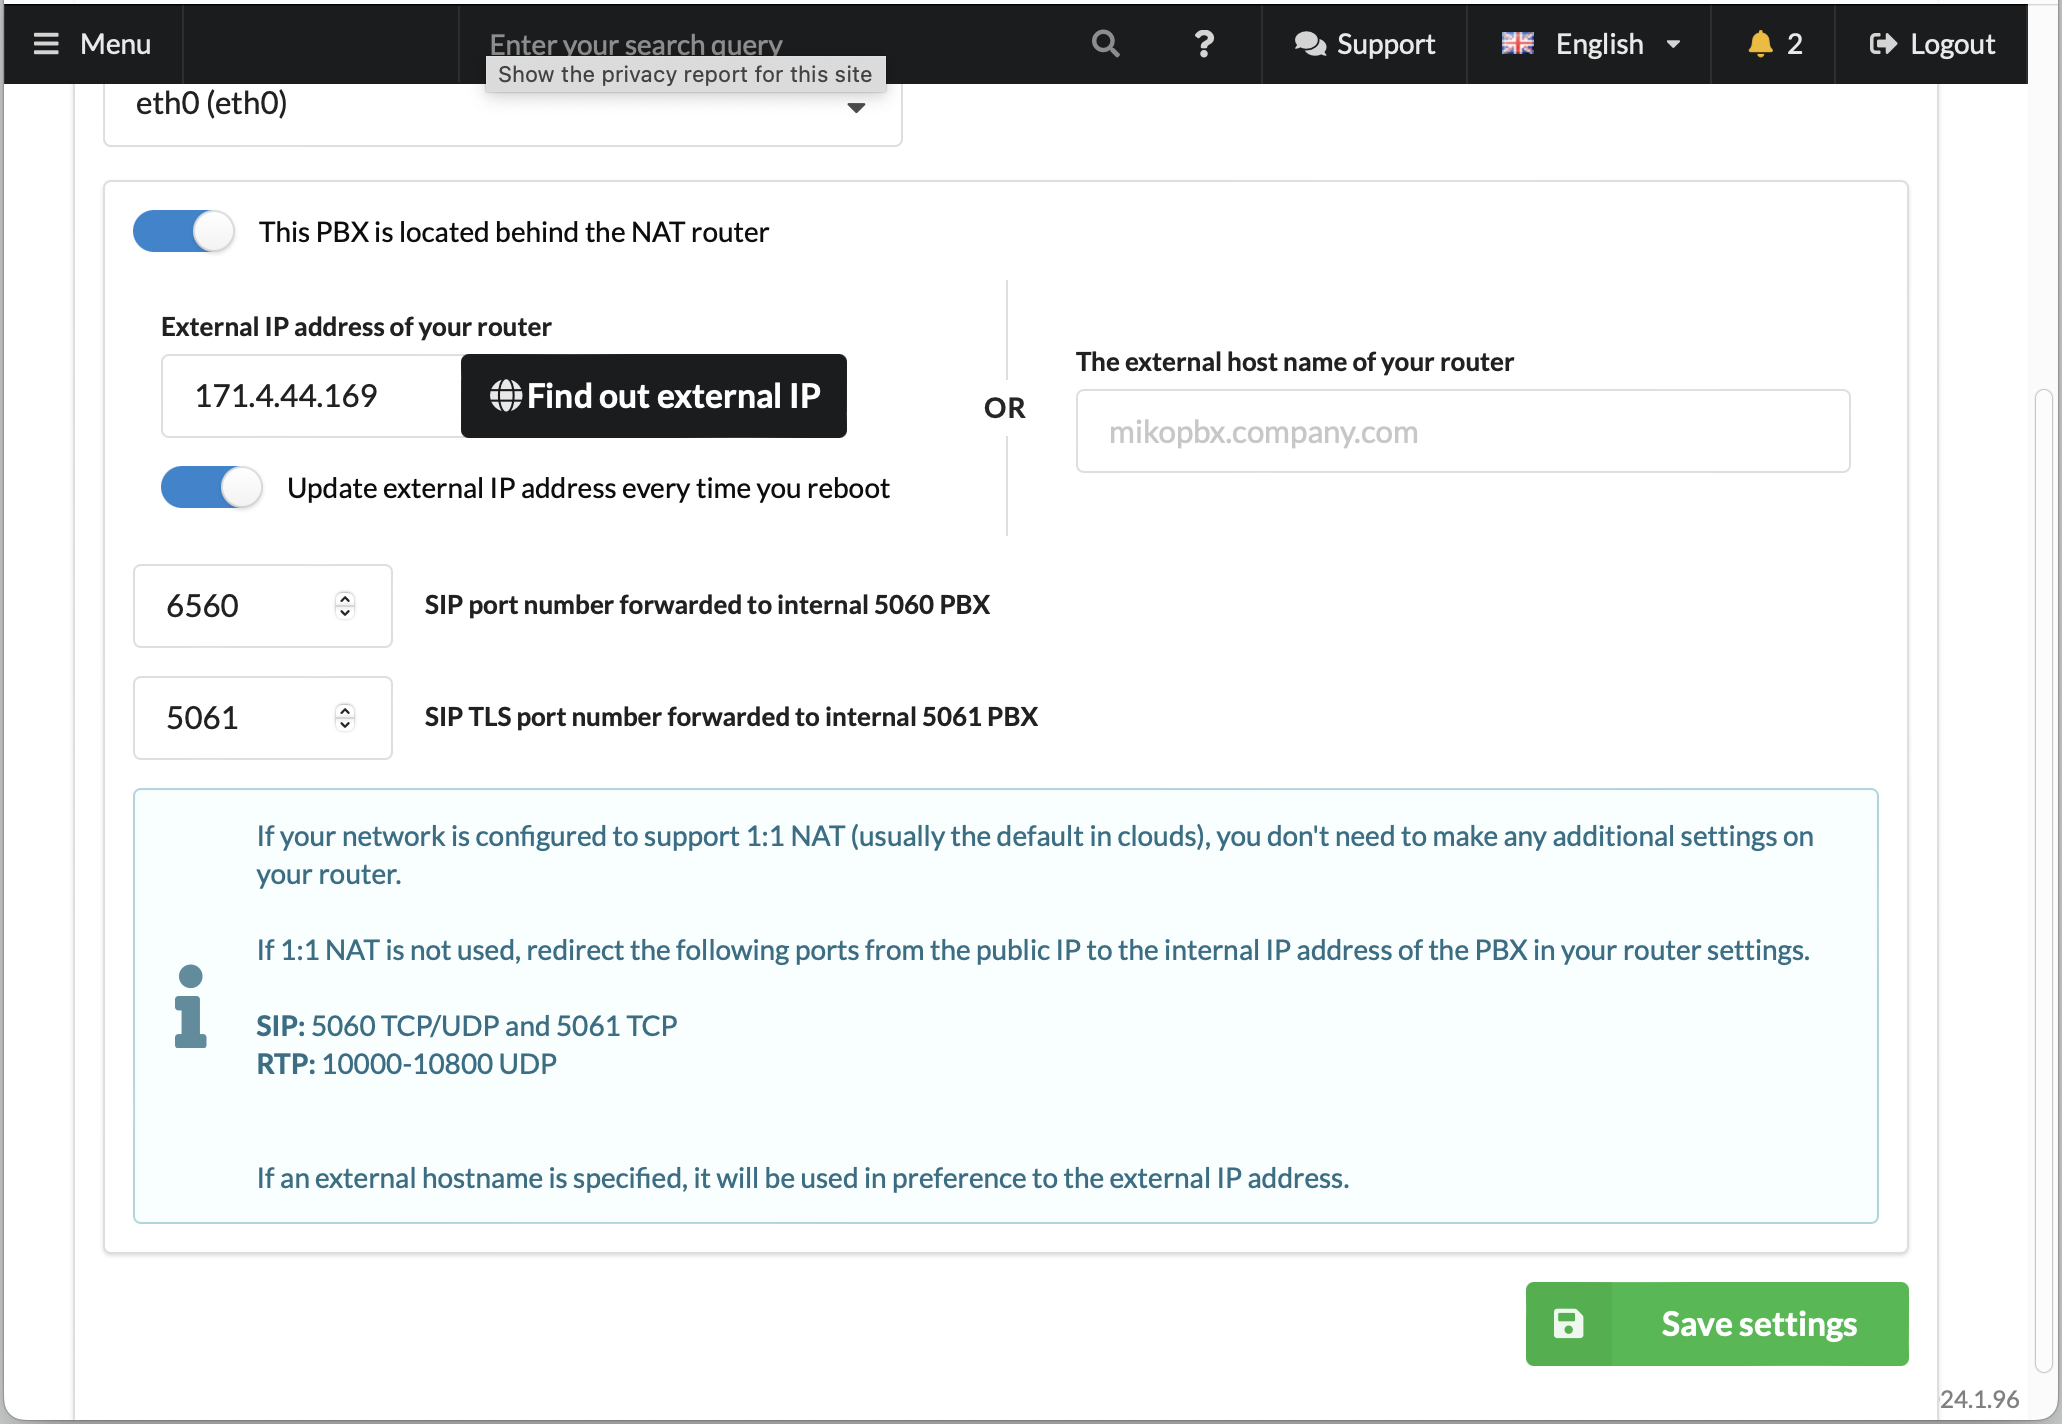 Menu
Enter your search query
Support
English
2
Logout
Show the privacy report for this site
eth0 (eth0)
This PBX is located behind the NAT router
External IP address of your router
171.4.44.169
Find out external IP
Update external IP address every time you reboot
OR
The external host name of your router
mikopbx.company.com
6560
SIP port number forwarded to internal 5060 PBX
5061
SIP TLS port number forwarded to internal 5061 PBX
If your network is configured to support 1:1 NAT (usually the default in clouds), you don't need to make any additional settings on
your router.
If 1:1 NAT is not used, redirect the following ports from the public IP to the internal IP address of the PBX in your router settings.
SIP: 5060 TCP/UDP and 5061 TCP
RTP: 10000-10800 UDP
If an external hostname is specified, it will be used in preference to the external IP address.
Save settings
24.1.96